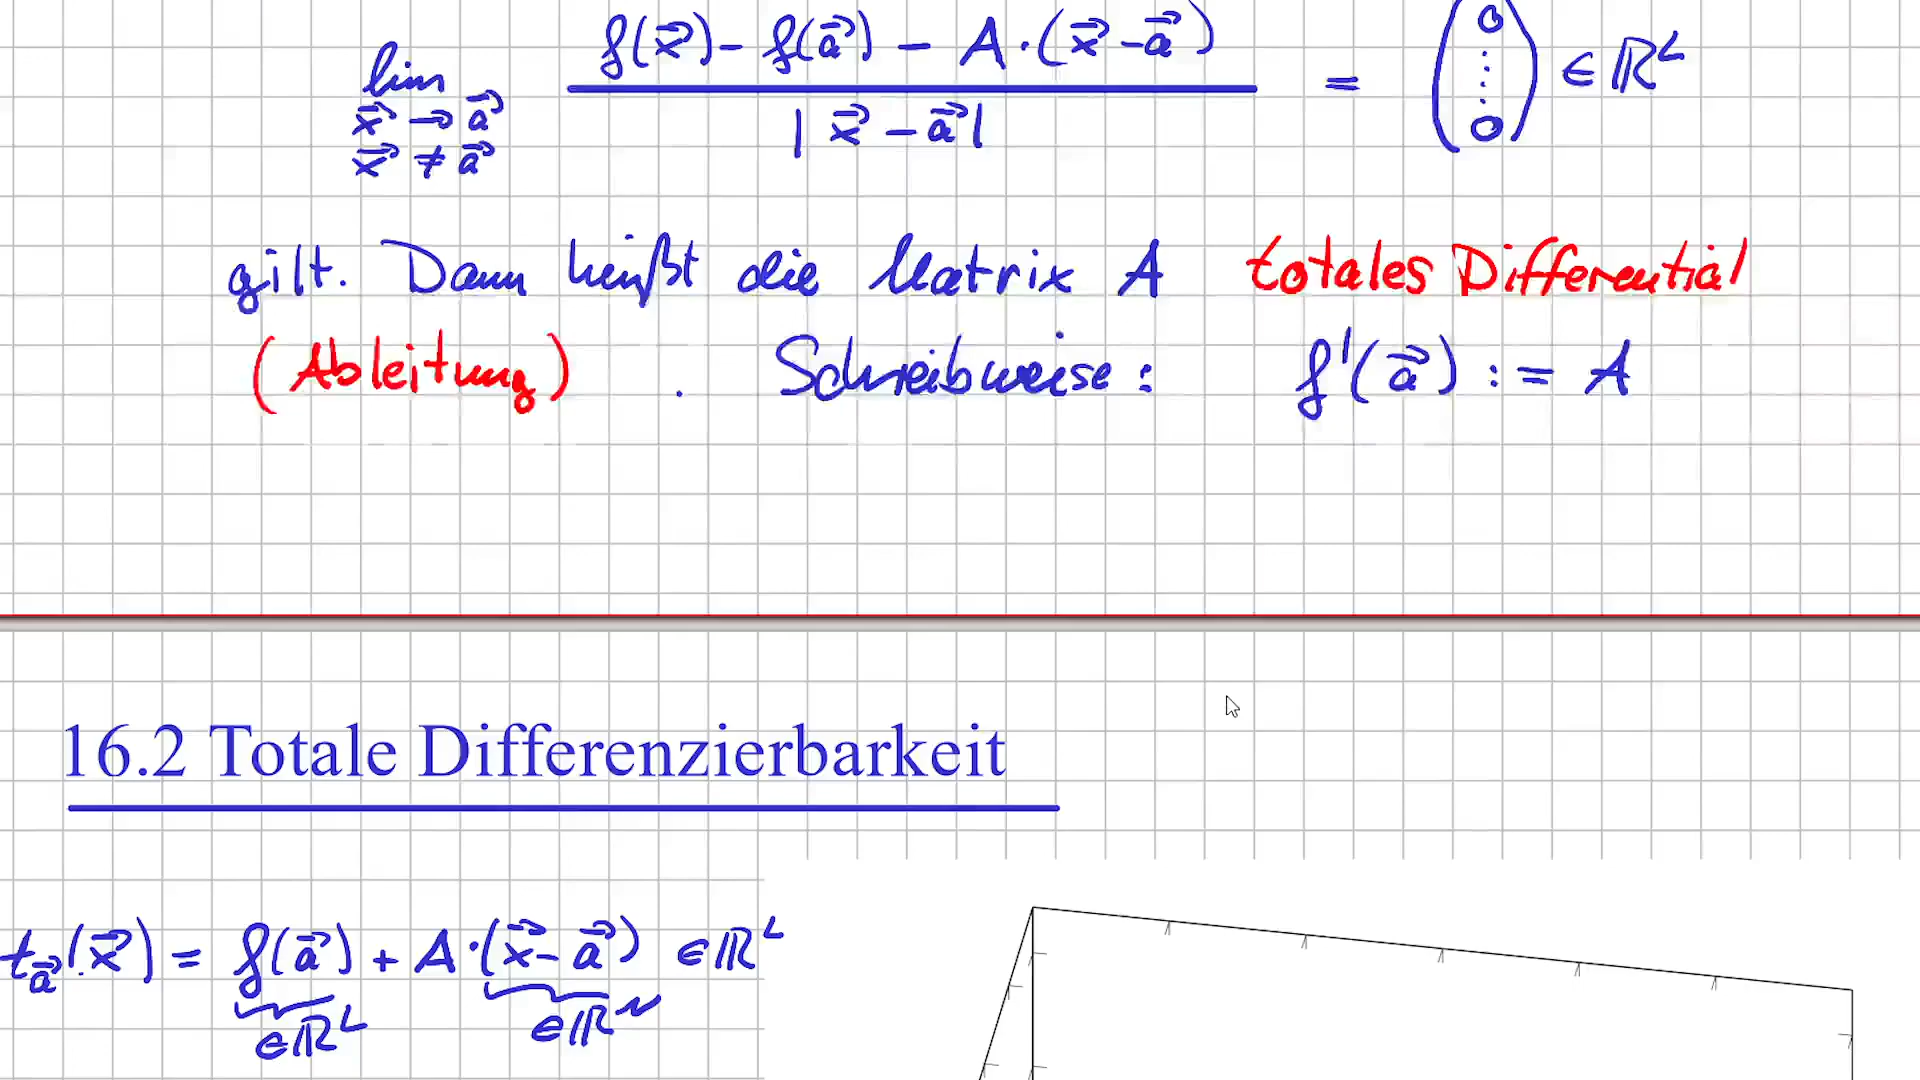 lim f(x⃗) - f(a⃗) - A · (x⃗ - a⃗) = (0 ⋮ 0) ∈ ℝ^L
x⃗ → a⃗ | x⃗ - a⃗ |
x⃗ ≠ a⃗
gilt. Dann heißt die Matrix A totales Differential
(Ableitung) . Schreibweise: f'(a⃗) := A
16.2 Totale Differenzierbarkeit
t_a⃗(x⃗) = f(a⃗) + A · (x⃗ - a⃗) ∈ ℝ^L
∈ ℝ^L ∈ ℝ^N